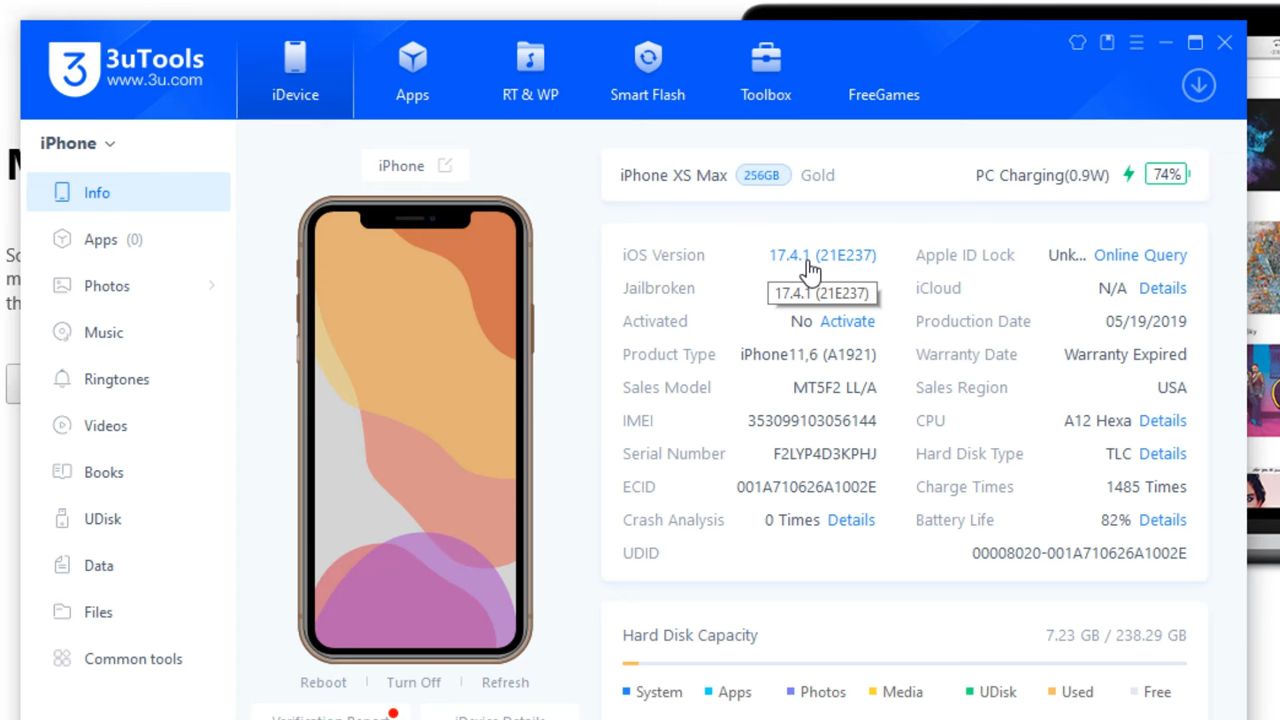 3
3uTools
www.3u.com
iDevice
Apps
RT & WP
Smart Flash
Toolbox
FreeGames
iPhone
Info
Apps (0)
Photos
Music
Ringtones
Videos
Books
UDisk
Data
Files
Common tools
iPhone
Reboot
Turn Off
Refresh
iPhone XS Max 256GB Gold PC Charging(0.9W) 74%
iOS Version 17.4.1 (21E237) Apple ID Lock Unk... Online Query
Jailbroken 17.4.1 (21E237) iCloud N/A Details
Activated No Activate Production Date 05/19/2019
Product Type iPhone11,6 (A1921) Warranty Date Warranty Expired
Sales Model MT5F2 LL/A Sales Region USA
IMEI 353099103056144 CPU A12 Hexa Details
Serial Number F2LYP4D3KPHJ Hard Disk Type TLC Details
ECID 001A710626A1002E Charge Times 1485 Times
Crash Analysis 0 Times Details Battery Life 82% Details
UDID 00008020-001A710626A1002E
Hard Disk Capacity 7.23 GB / 238.29 GB
System Apps Photos Media UDisk Used Free
Verification Report
iDevice Details